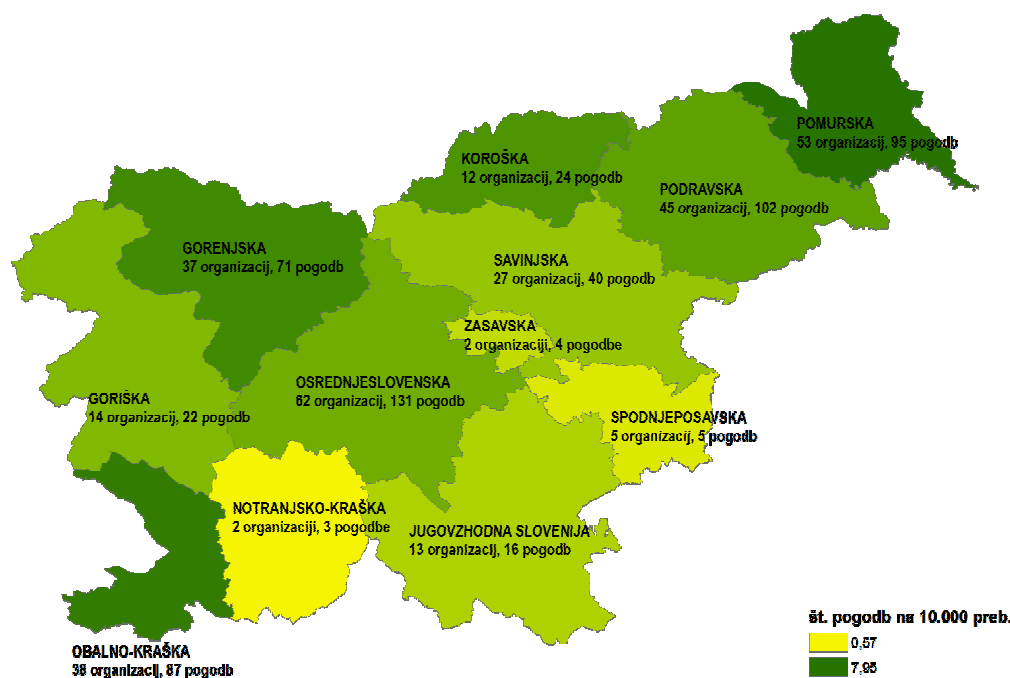 POMURSKA
53 organizacij, 95 pogodb
KOROŠKA
12 organizacij, 24 pogodb
PODRAVSKA
45 organizacij, 102 pogodb
GORENJSKA
37 organizacij, 71 pogodb
SAVINJSKA
27 organizacij, 40 pogodb
ZASAVSKA
2 organizaciji, 4 pogodbe
OSREDNJESLOVENSKA
62 organizacij, 131 pogodb
GORIŠKA
14 organizacij, 22 pogodb
SPODNJEPOSAVSKA
5 organizacij, 5 pogodb
NOTRANJSKO-KRAŠKA
2 organizaciji, 3 pogodbe
JUGOVZHODNA SLOVENIJA
13 organizacij, 16 pogodb
OBALNO-KRAŠKA
38 organizacij, 87 pogodb
št. pogodb na 10.000 preb.
0,57
7,95